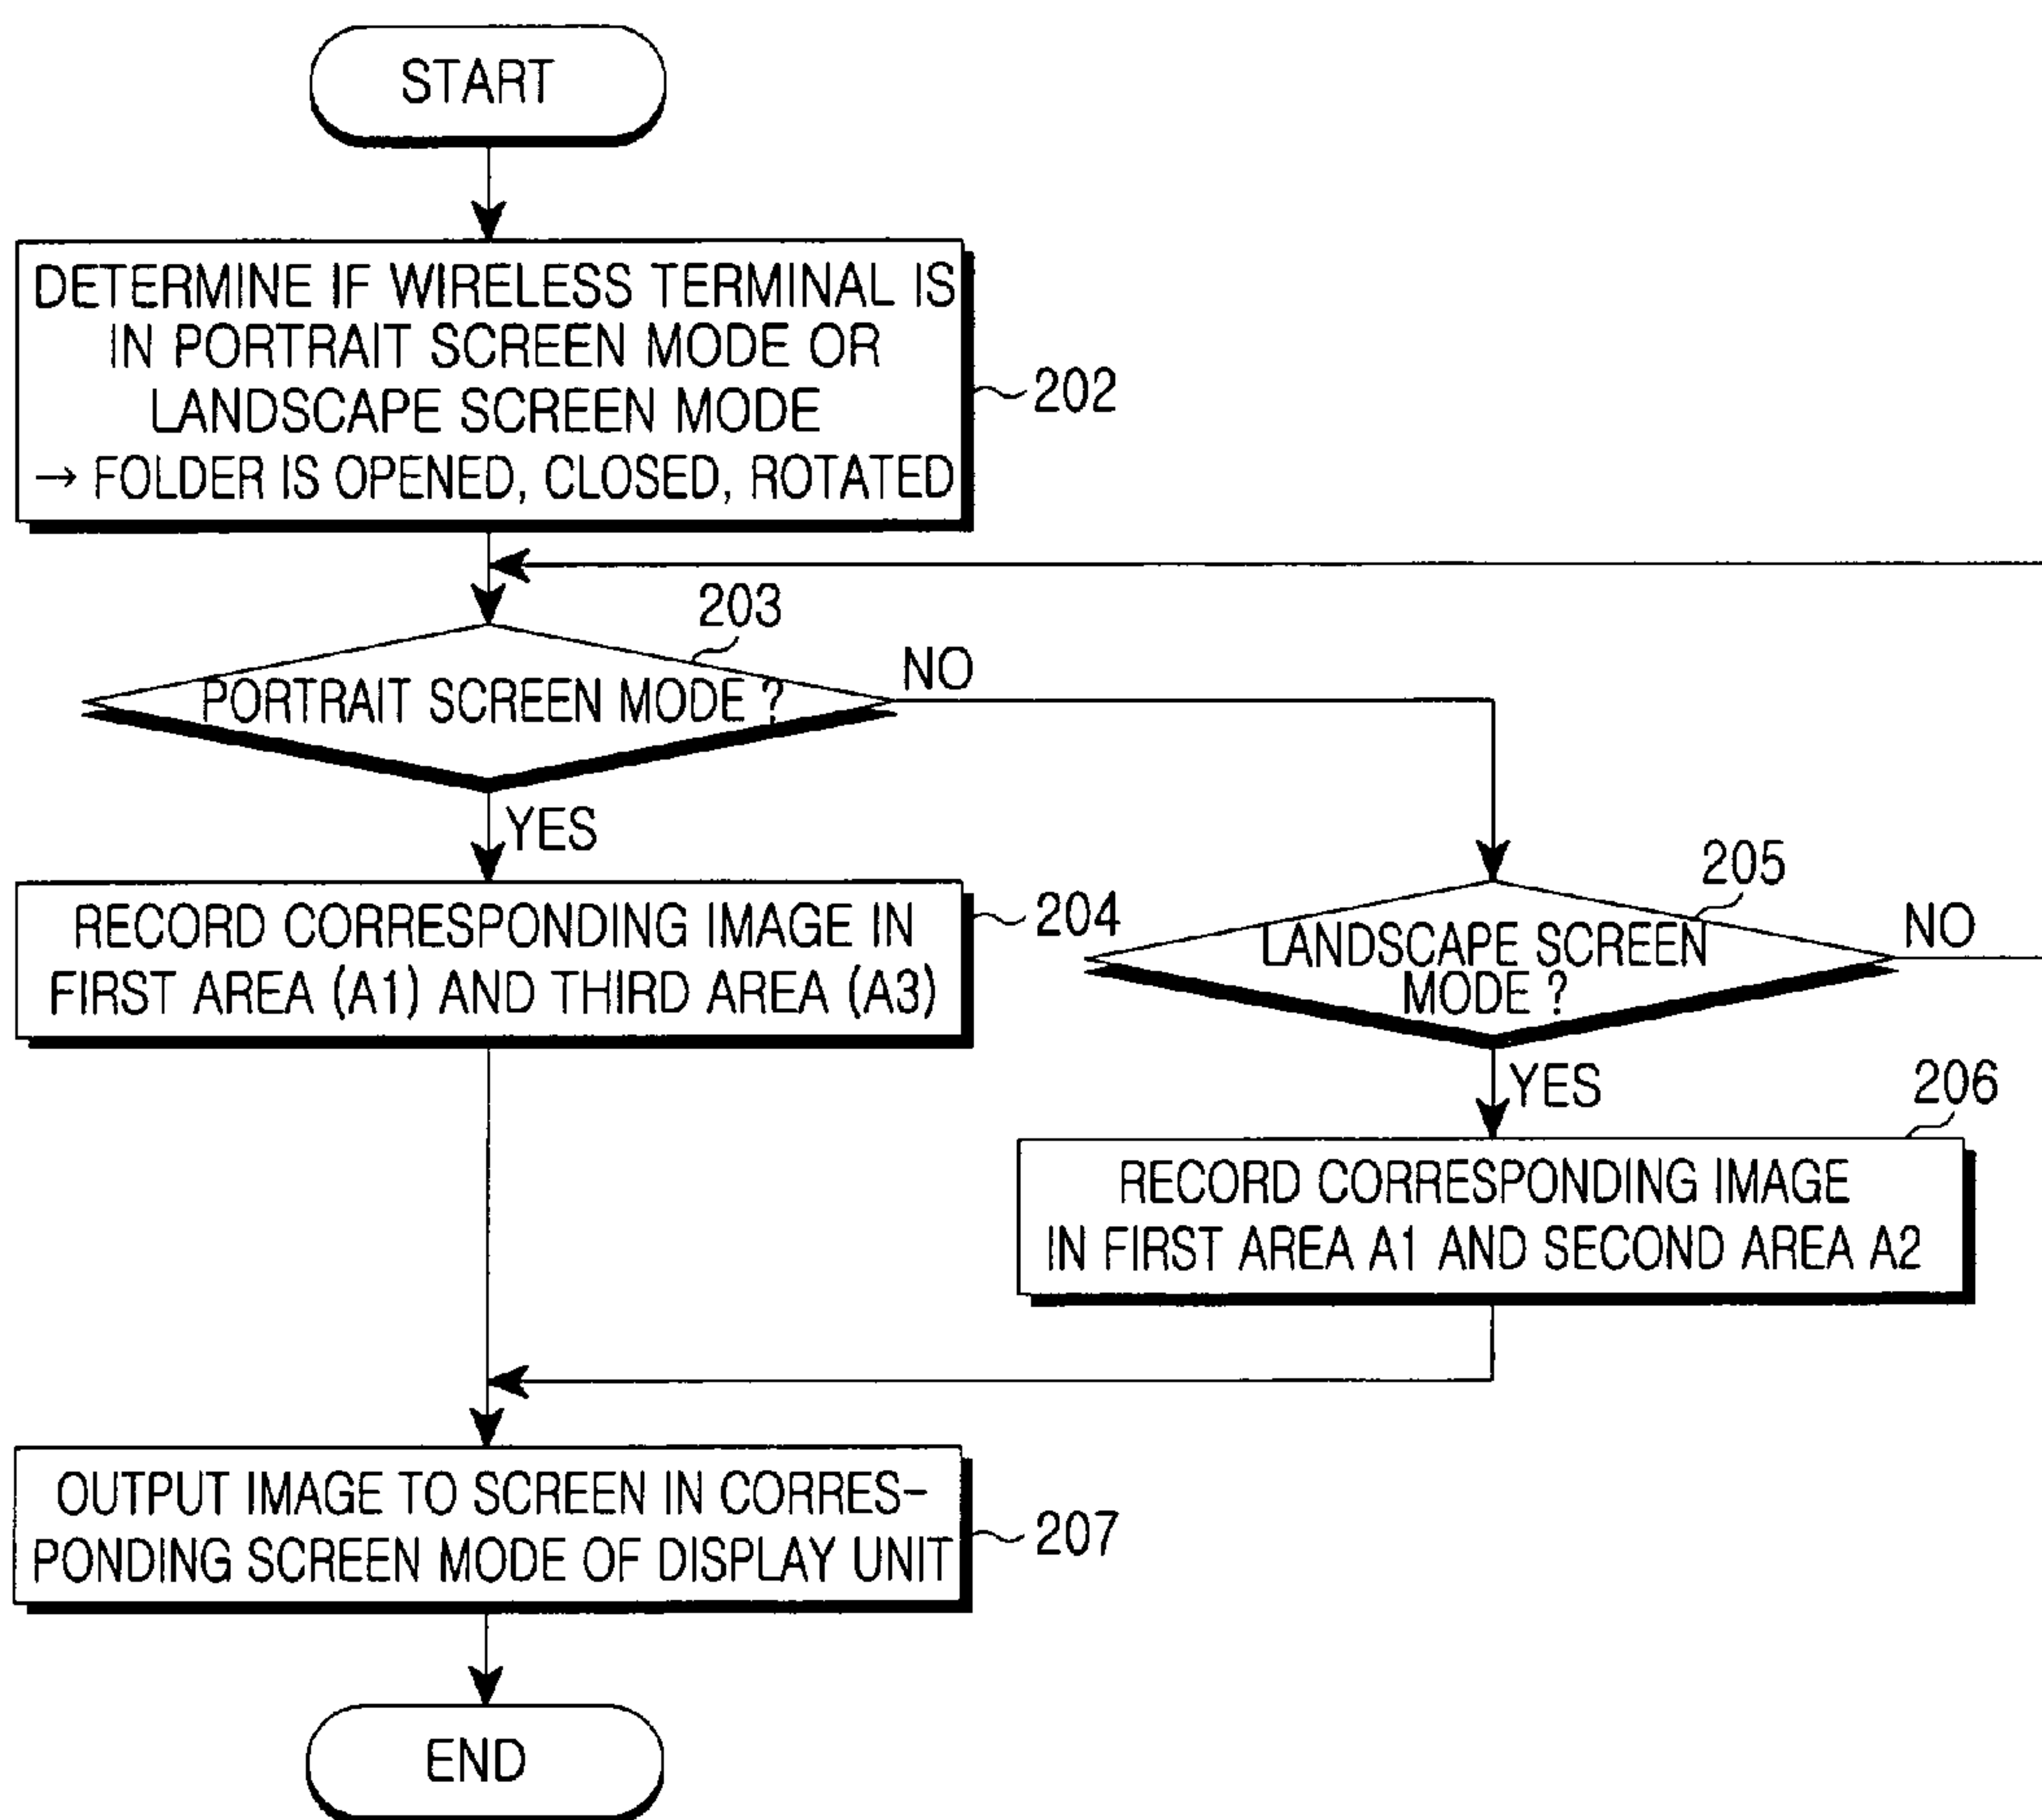 START
DETERMINE IF WIRELESS TERMINAL IS
IN PORTRAIT SCREEN MODE OR
LANDSCAPE SCREEN MODE
→ FOLDER IS OPENED, CLOSED, ROTATED
202
203
PORTRAIT SCREEN MODE ?
NO
YES
RECORD CORRESPONDING IMAGE IN
FIRST AREA (A1) AND THIRD AREA (A3)
204
205
LANDSCAPE SCREEN
MODE ?
NO
YES
206
RECORD CORRESPONDING IMAGE
IN FIRST AREA A1 AND SECOND AREA A2
OUTPUT IMAGE TO SCREEN IN CORRES-
PONDING SCREEN MODE OF DISPLAY UNIT
207
END